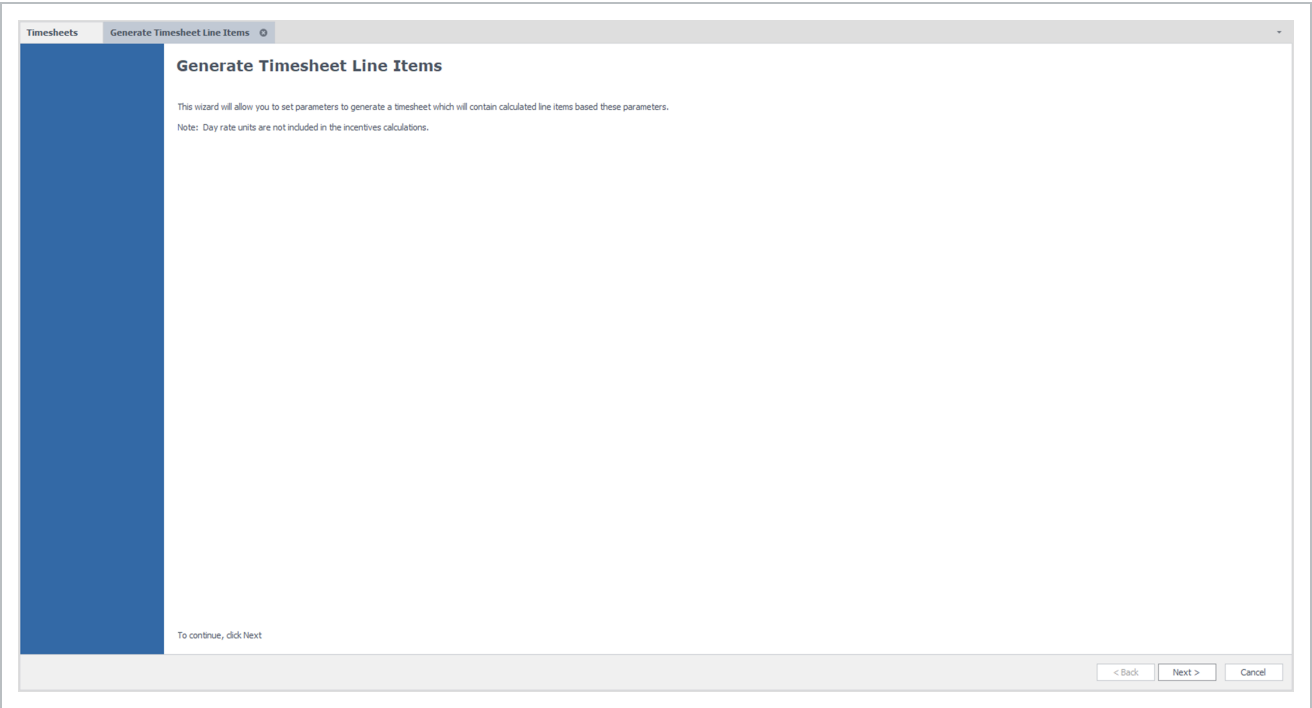 Timesheets
Generate Timesheet Line Items
Generate Timesheet Line Items
This wizard will allow you to set parameters to generate a timesheet which will contain calculated line items based these parameters.
Note: Day rate units are not included in the incentives calculations.
To continue, click Next
< Back
Next >
Cancel